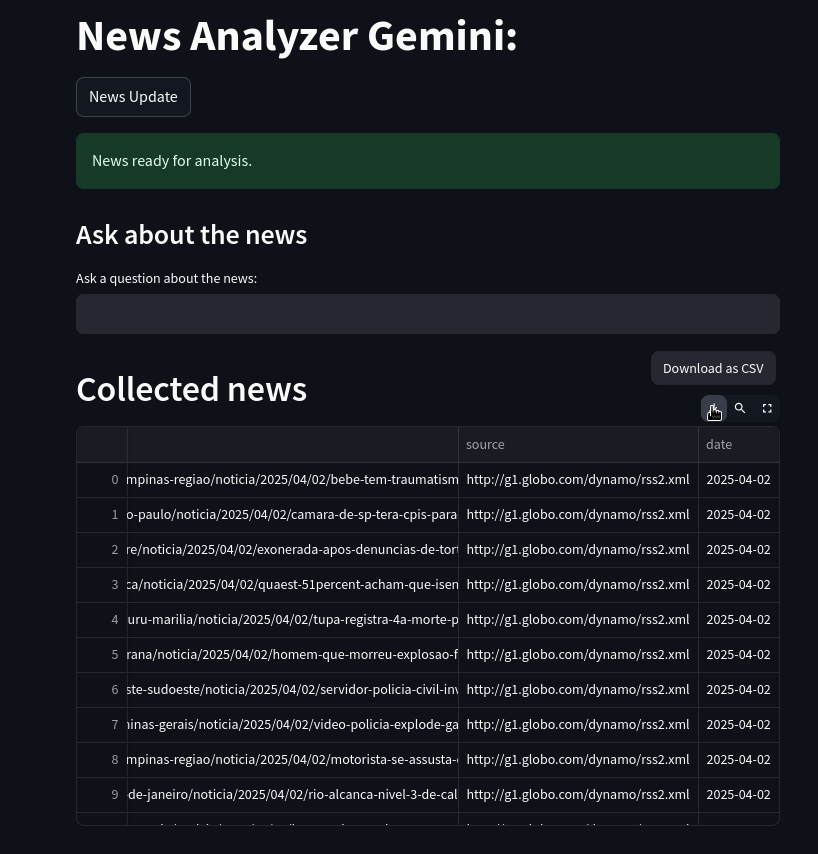 News Analyzer Gemini:
News Update
News ready for analysis.
Ask about the news
Ask a question about the news:
Download as CSV
Collected news
source date
0 mpinas-regiao/noticia/2025/04/02/bebe-tem-traumatism http://g1.globo.com/dynamo/rss2.xml 2025-04-02
1 o-paulo/noticia/2025/04/02/camara-de-sp-tera-cpis-para http://g1.globo.com/dynamo/rss2.xml 2025-04-02
2 re/noticia/2025/04/02/exonerada-apos-denuncias-de-tort http://g1.globo.com/dynamo/rss2.xml 2025-04-02
3 ca/noticia/2025/04/02/quaest-51percent-acham-que-isen http://g1.globo.com/dynamo/rss2.xml 2025-04-02
4 uru-marilia/noticia/2025/04/02/tupa-registra-4a-morte-p http://g1.globo.com/dynamo/rss2.xml 2025-04-02
5 rana/noticia/2025/04/02/homem-que-morreu-explosao-f http://g1.globo.com/dynamo/rss2.xml 2025-04-02
6 ste-sudoeste/noticia/2025/04/02/servidor-policia-civil-inv http://g1.globo.com/dynamo/rss2.xml 2025-04-02
7 ninas-gerais/noticia/2025/04/02/video-policia-explode-ga http://g1.globo.com/dynamo/rss2.xml 2025-04-02
8 mpinas-regiao/noticia/2025/04/02/motorista-se-assusta- http://g1.globo.com/dynamo/rss2.xml 2025-04-02
9 de-janeiro/noticia/2025/04/02/rio-alcanca-nivel-3-de-cal http://g1.globo.com/dynamo/rss2.xml 2025-04-02